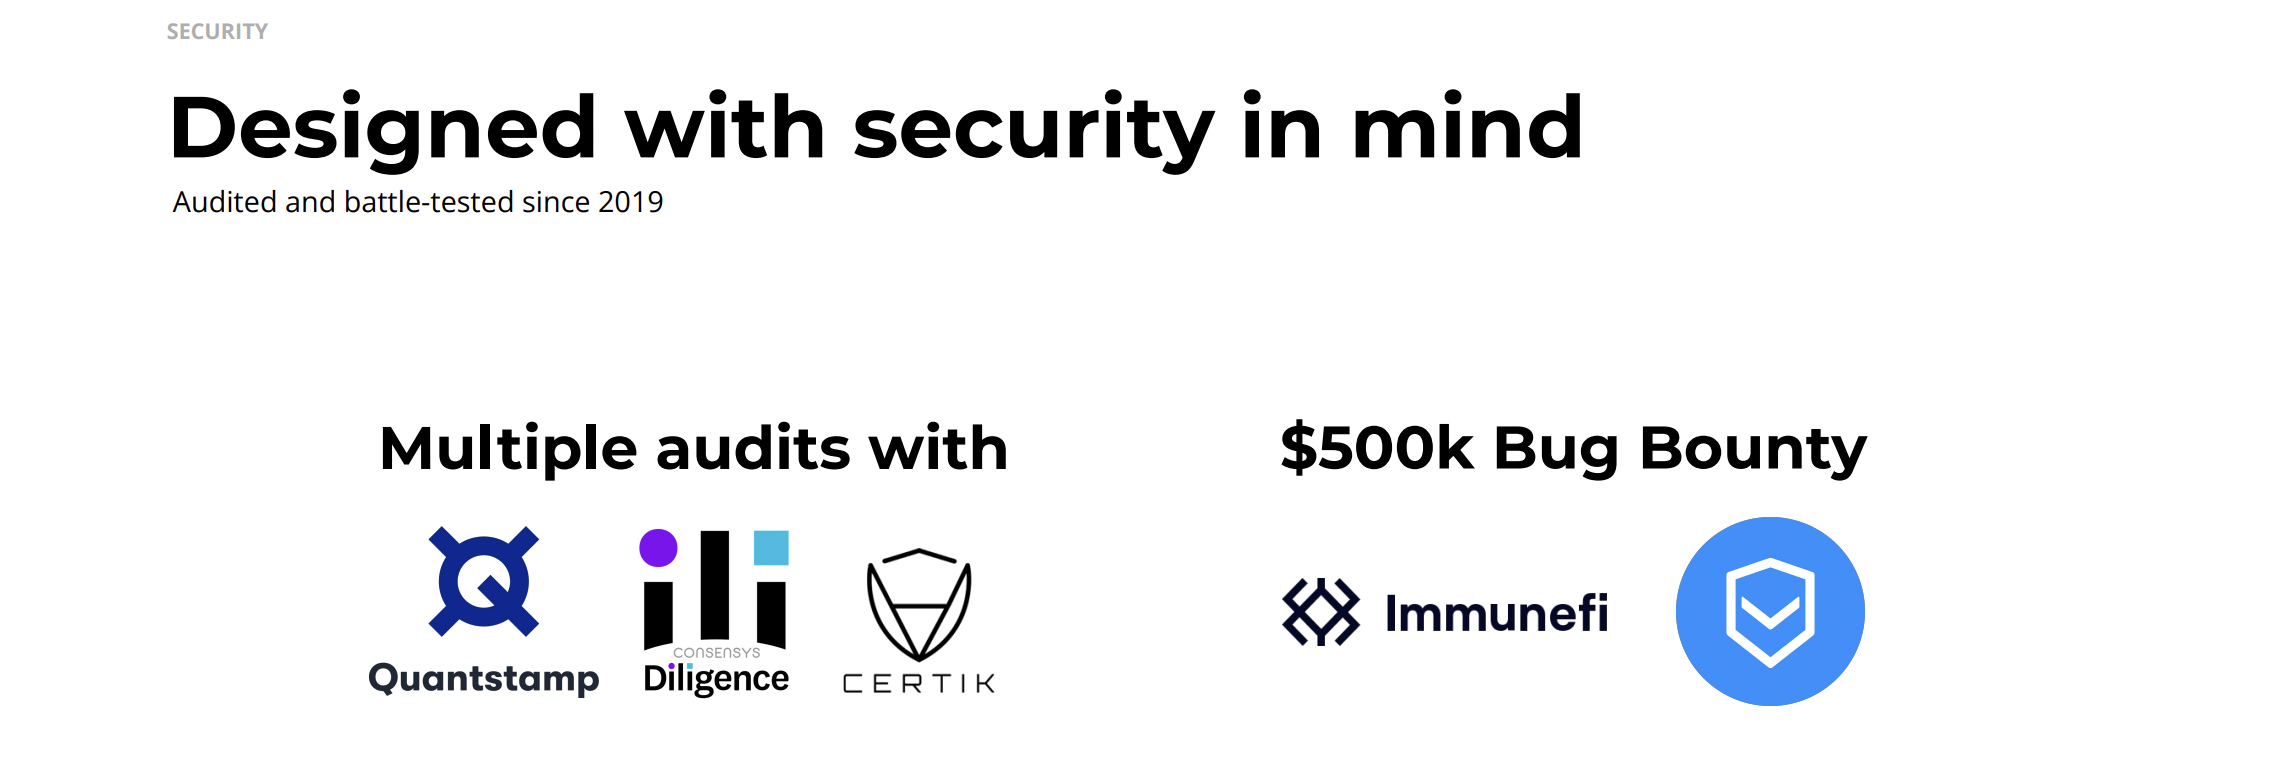 SECURITY
Designed with security in mind
Audited and battle-tested since 2019
Multiple audits with
$500k Bug Bounty
Quantstamp
CONSENSYS
Diligence
CERTIK
Immunefi